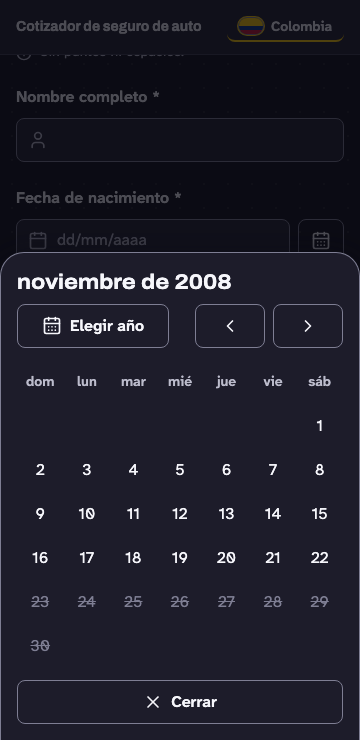 Cotizador de seguro de auto
Colombia
Nombre completo *
Fecha de nacimiento *
dd/mm/aaaa
noviembre de 2008
Elegir año
dom lun mar mié jue vie sáb
1
2 3 4 5 6 7 8
9 10 11 12 13 14 15
16 17 18 19 20 21 22
23 24 25 26 27 28 29
30
Cerrar